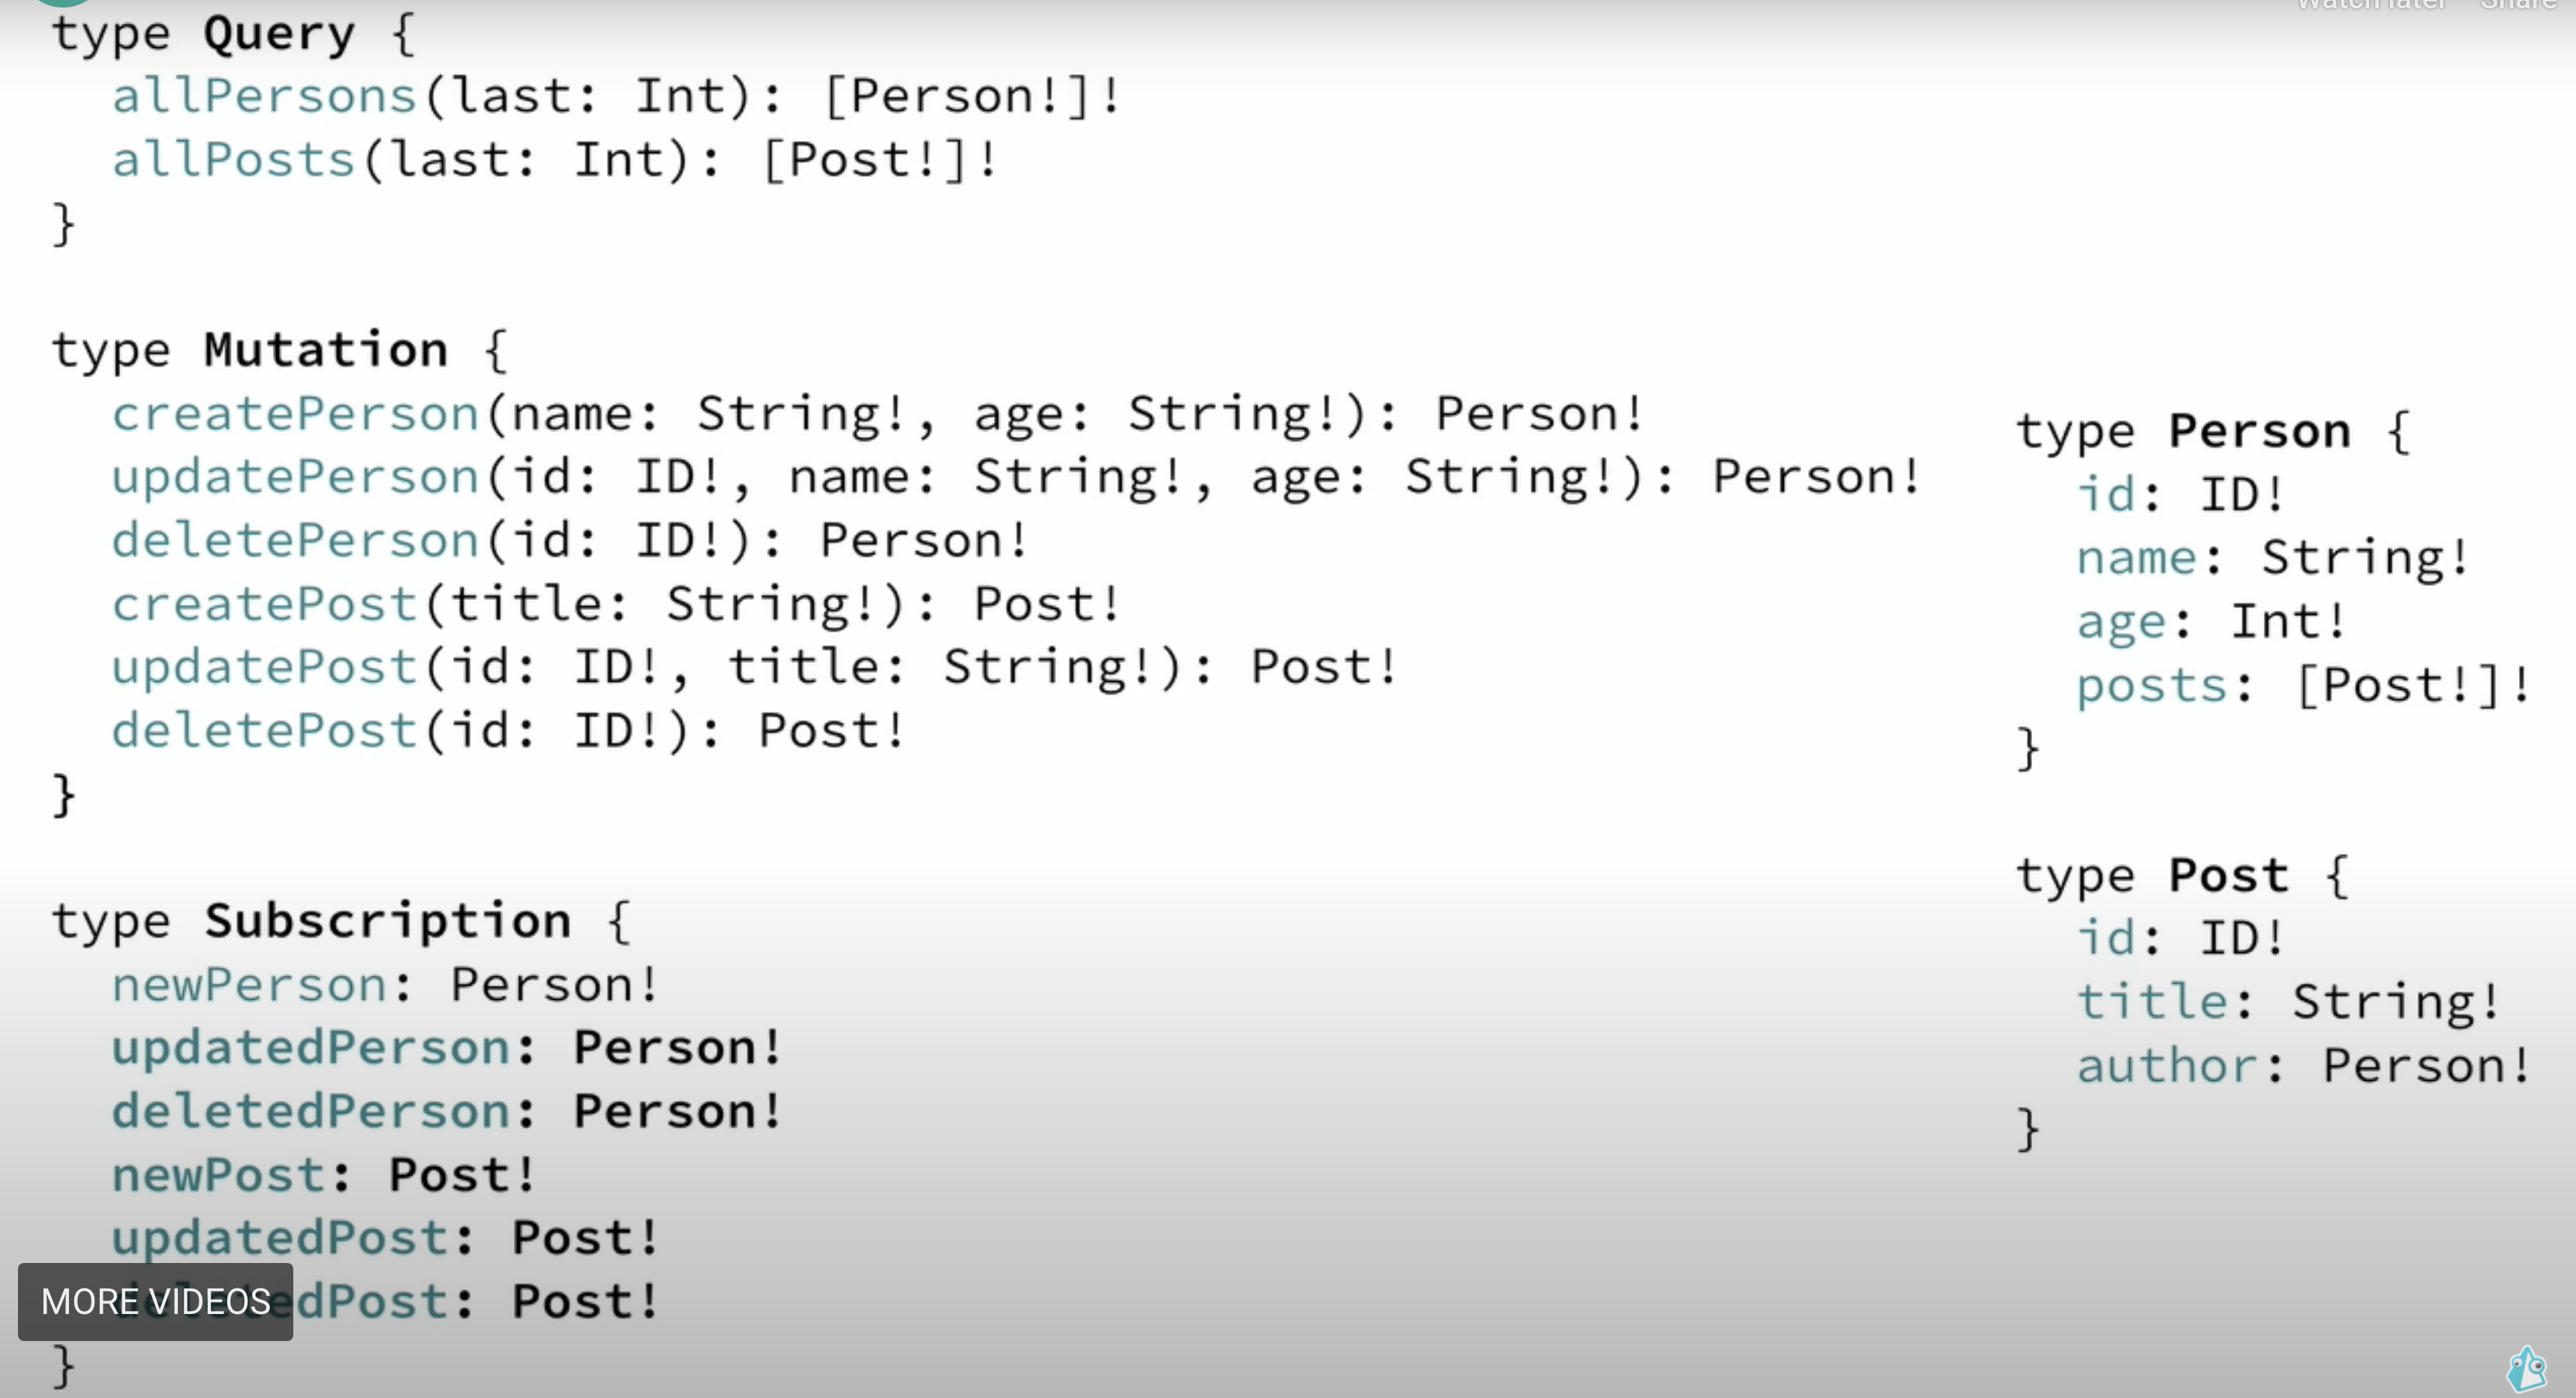 Watch later Share
type Query {
allPersons(last: Int): [Person!]!
allPosts(last: Int): [Post!]!
}
type Mutation {
createPerson(name: String!, age: String!): Person!
updatePerson(id: ID!, name: String!, age: String!): Person!
deletePerson(id: ID!): Person!
createPost(title: String!): Post!
updatePost(id: ID!, title: String!): Post!
deletePost(id: ID!): Post!
}
type Subscription {
newPerson: Person!
updatedPerson: Person!
deletedPerson: Person!
newPost: Post!
updatedPost: Post!
deletedPost: Post!
}
MORE VIDEOS
type Person {
id: ID!
name: String!
age: Int!
posts: [Post!]!
}
type Post {
id: ID!
title: String!
author: Person!
}